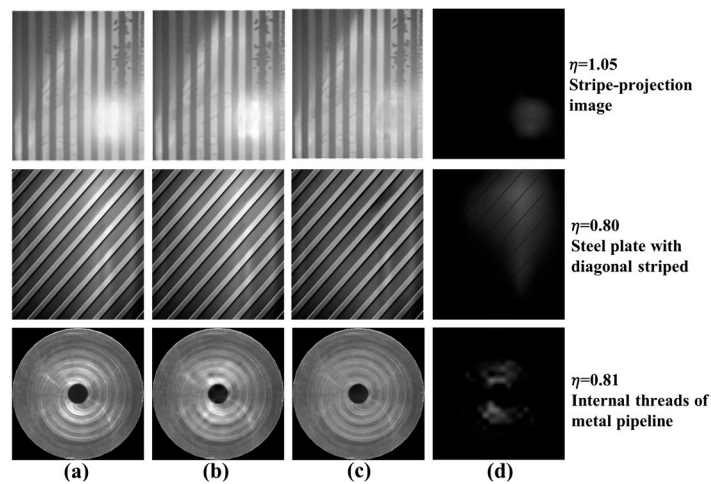 η=1.05
Stripe-projection
image
η=0.80
Steel plate with
diagonal striped
η=0.81
Internal threads of
metal pipeline
(a) (b) (c) (d)